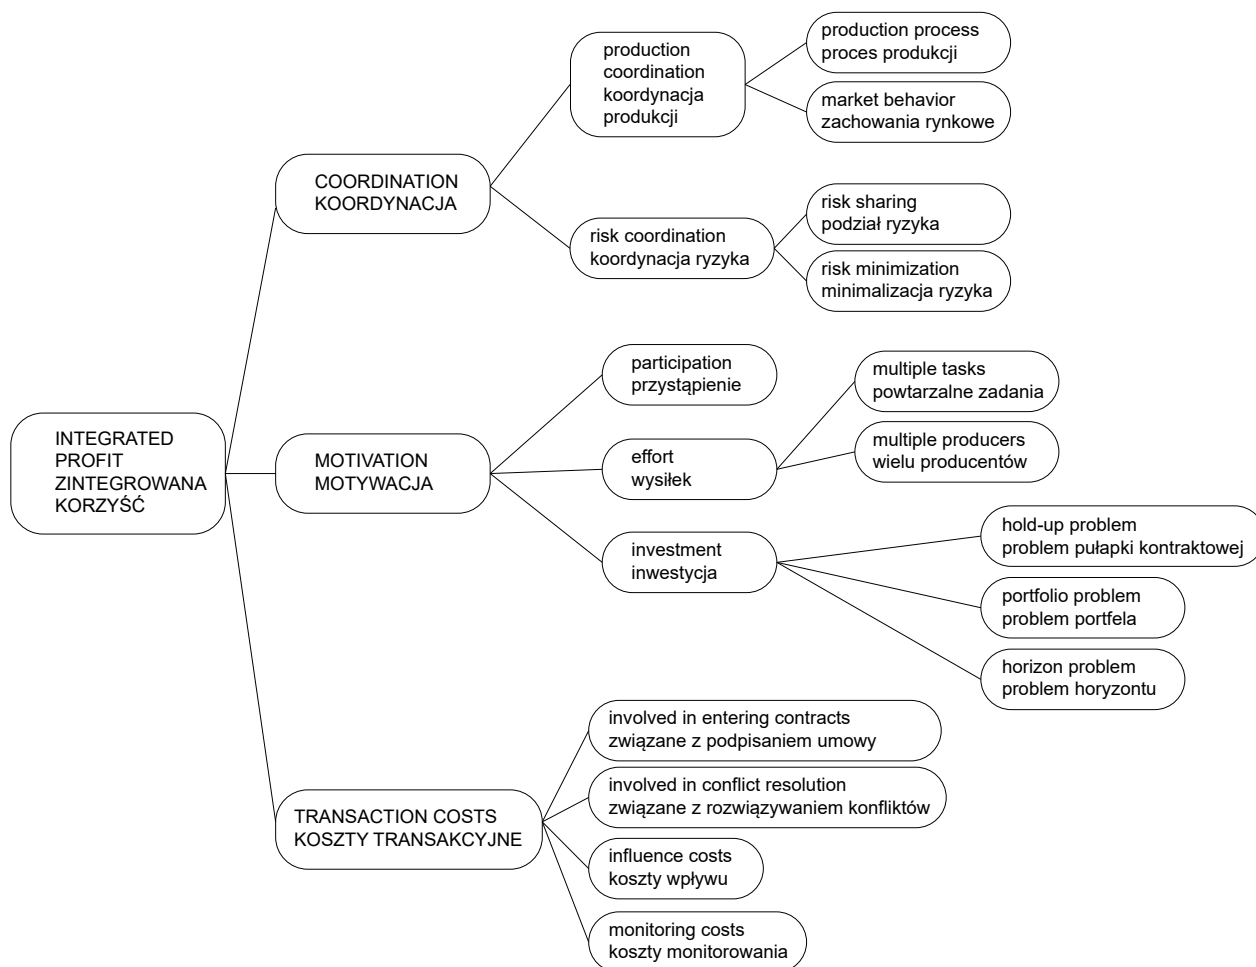 INTEGRATED
PROFIT
ZINTEGROWANA
KORZYŚĆ
COORDINATION
KOORDYNACJA
production
coordination
koordynacja
produkcji
production process
proces produkcji
market behavior
zachowania rynkowe
risk coordination
koordynacja ryzyka
risk sharing
podział ryzyka
risk minimization
minimalizacja ryzyka
MOTIVATION
MOTYWACJA
participation
przystąpienie
effort
wysiłek
multiple tasks
powtarzalne zadania
multiple producers
wielu producentów
investment
inwestycja
hold-up problem
problem pułapki kontraktowej
portfolio problem
problem portfela
horizon problem
problem horyzontu
TRANSACTION COSTS
KOSZTY TRANSAKCYJNE
involved in entering contracts
związane z podpisaniem umowy
involved in conflict resolution
związane z rozwiązywaniem konfliktów
influence costs
koszty wpływu
monitoring costs
koszty monitorowania